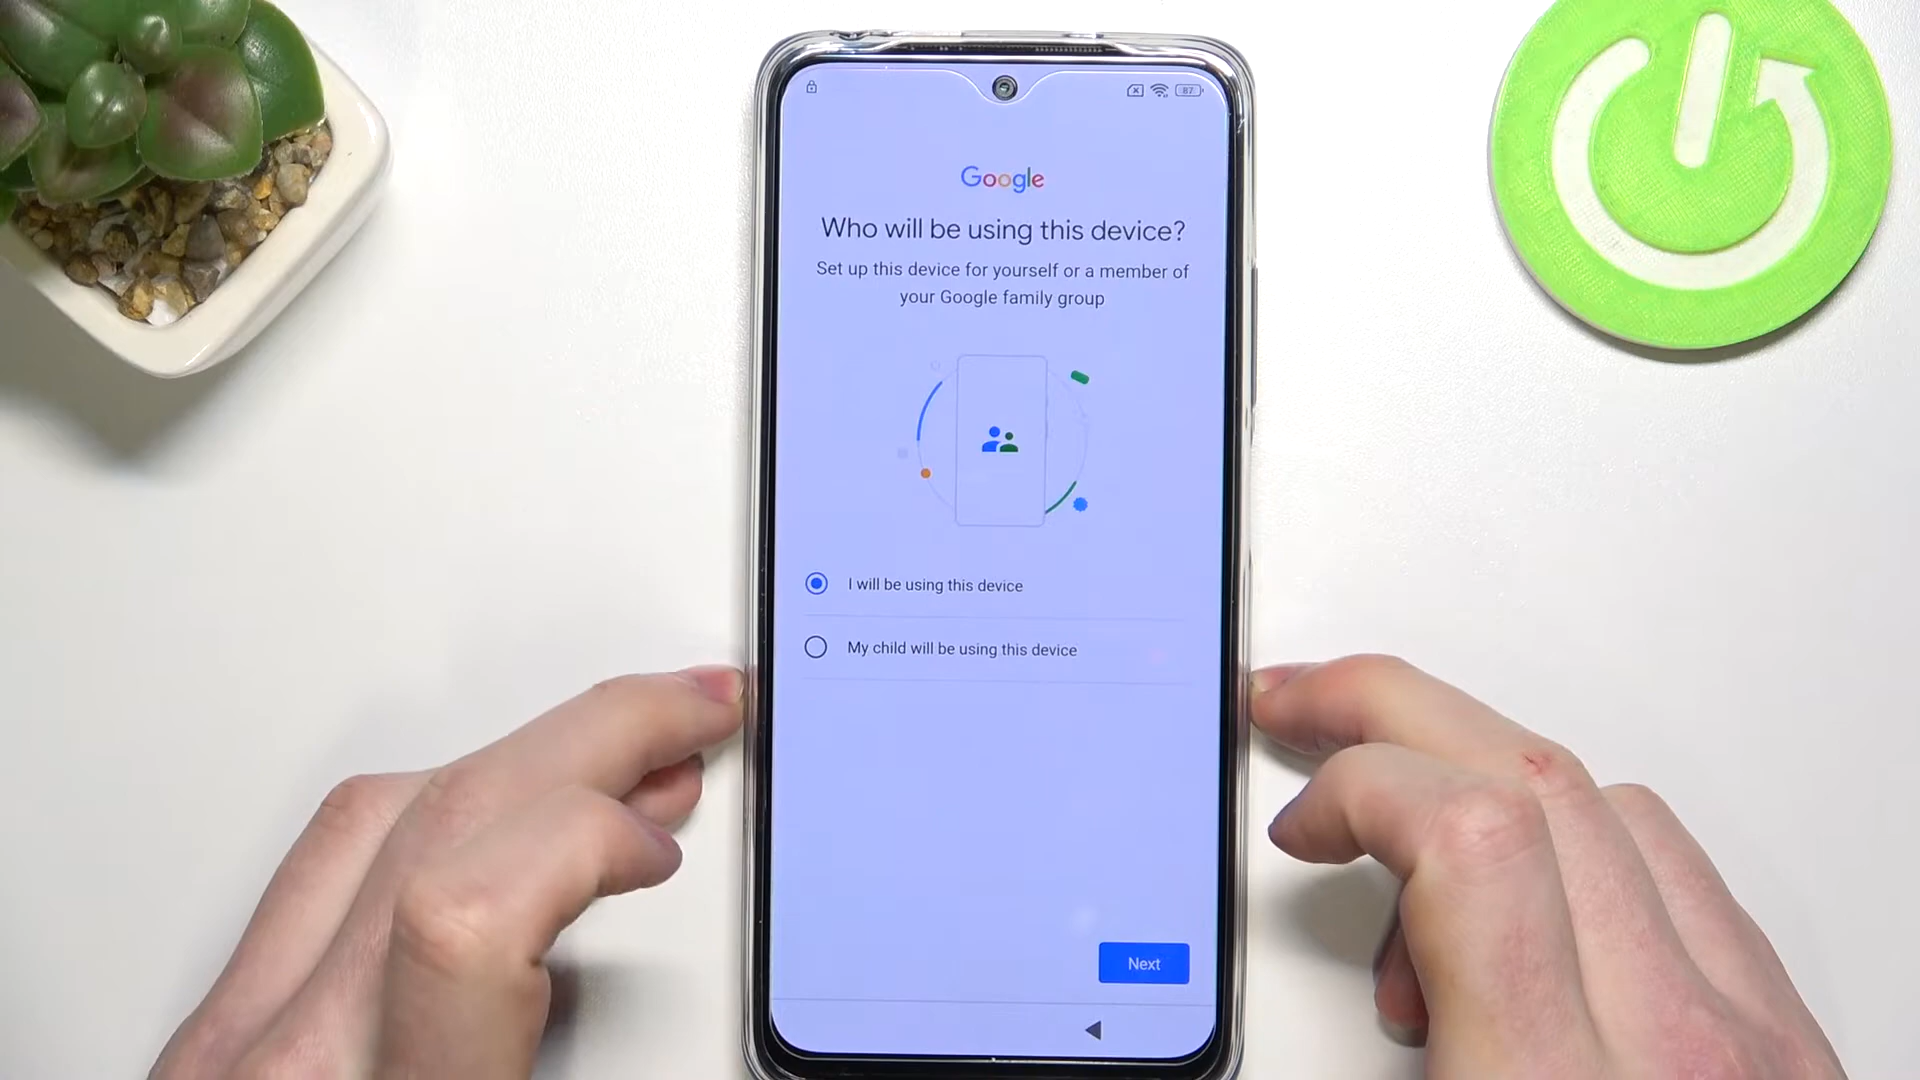 87
Google
Who will be using this device?
Set up this device for yourself or a member of
your Google family group
I will be using this device
My child will be using this device
Next